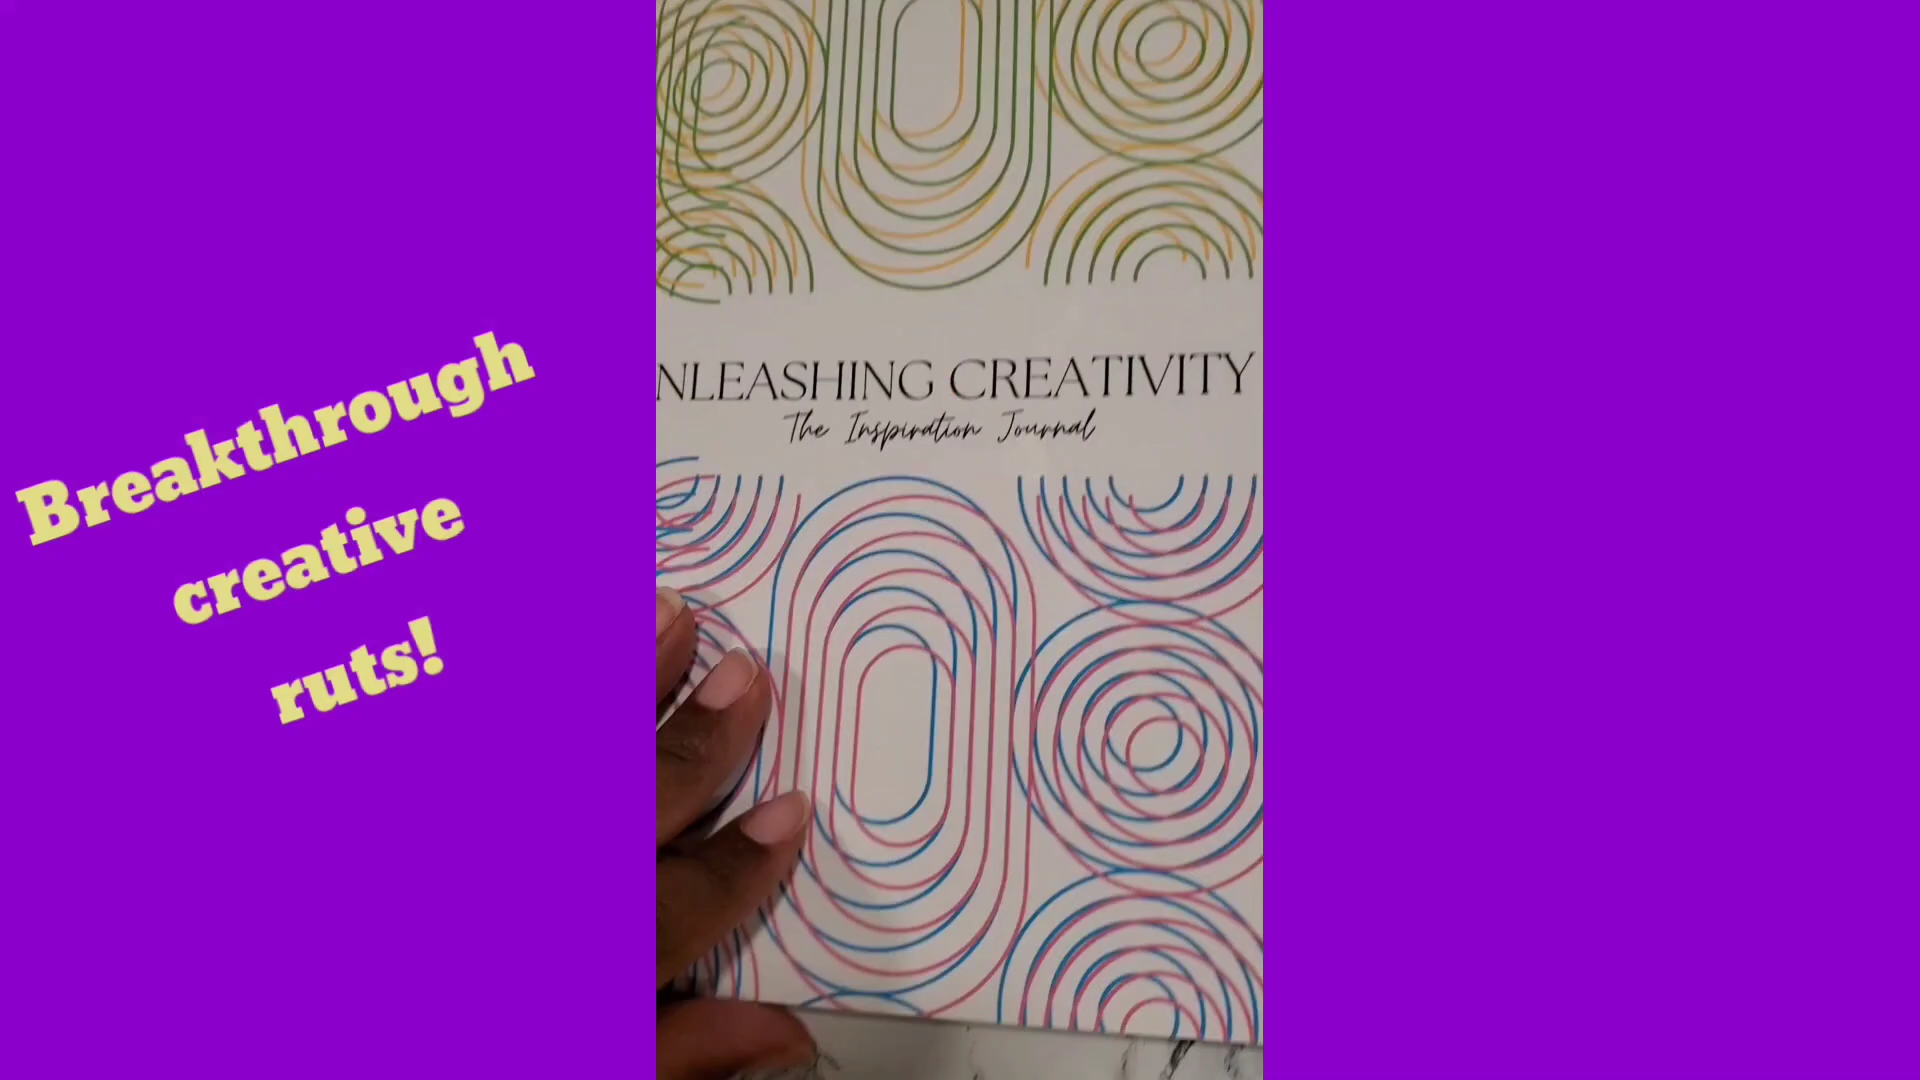 Breakthrough
creative
ruts!
NLEASHING CREATIVITY
The Inspiration Journal